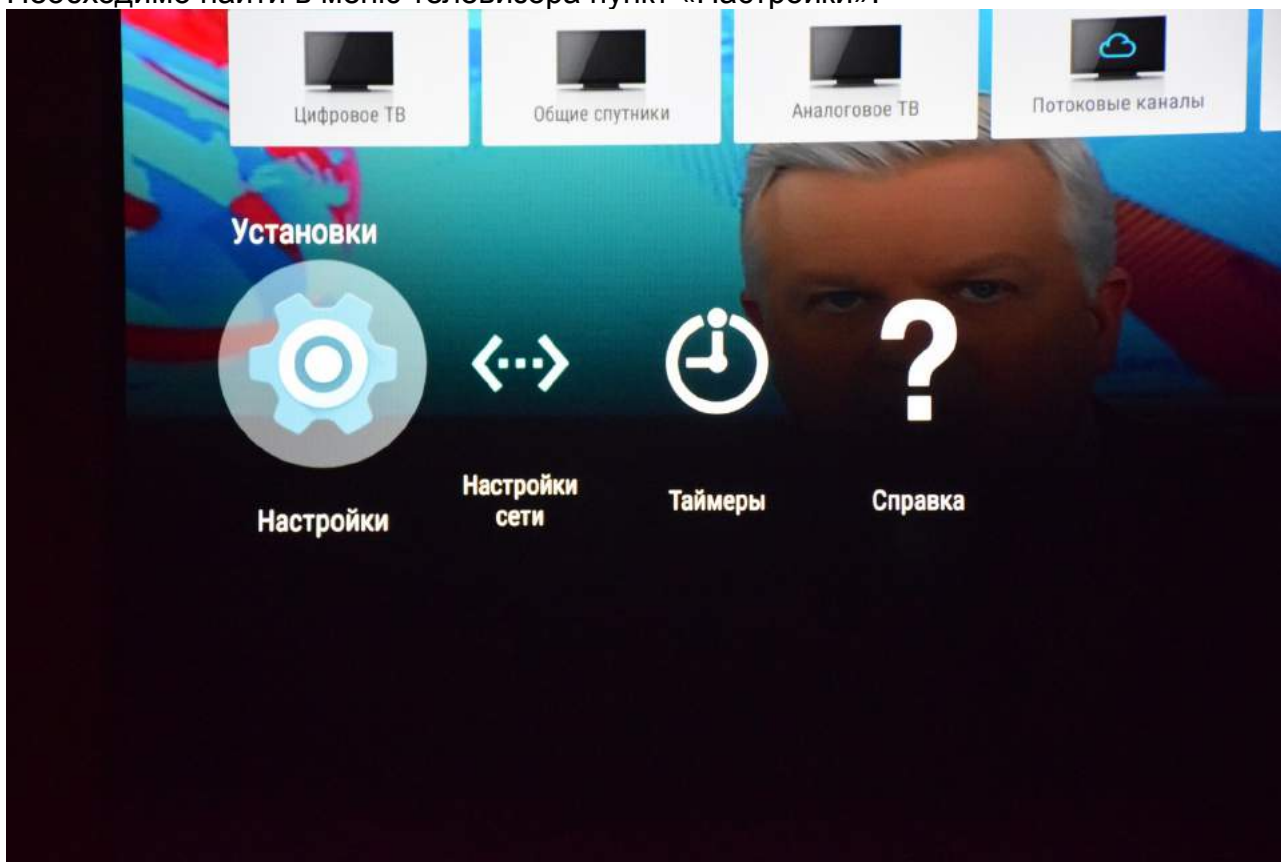 Необходимо найти в меню телевизора пункт «Настройки».
Цифровое ТВ
Общие спутники
Аналоговое ТВ
Потоковые каналы
Установки
Настройки
Настройки
сети
Таймеры
Справка